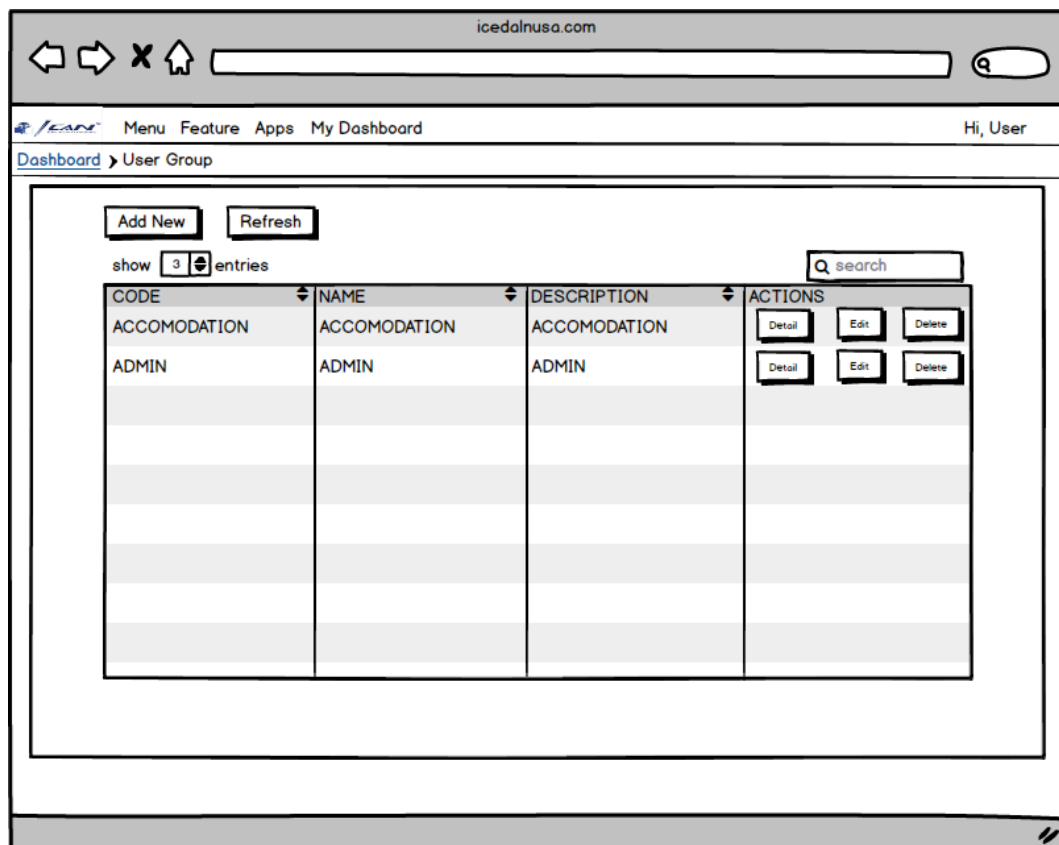 icedalnusa.com
Menu Feature Apps My Dashboard Hi, User
Dashboard User Group
Add New Refresh
show 3 entries search
CODE NAME DESCRIPTION ACTIONS
ACCOMODATION ACCOMODATION ACCOMODATION Detail Edit Delete
ADMIN ADMIN ADMIN Detail Edit Delete